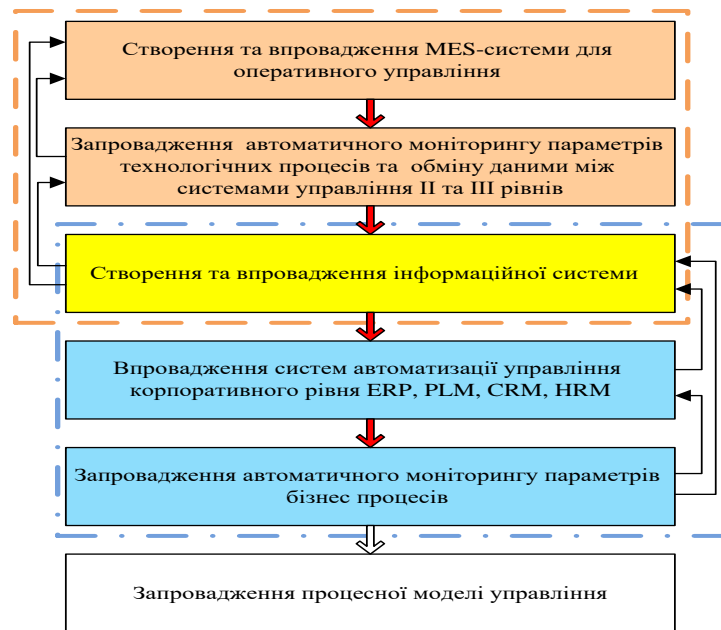 Створення та впровадження MES-системи для
оперативного управління
Запровадження автоматичного моніторингу параметрів
технологічних процесів та обміну даними між
системами управління II та III рівнів
Створення та впровадження інформаційної системи
Впровадження систем автоматизації управління
корпоративного рівня ERP, PLM, CRM, HRM
Запровадження автоматичного моніторингу параметрів
бізнес процесів
Запровадження процесної моделі управління